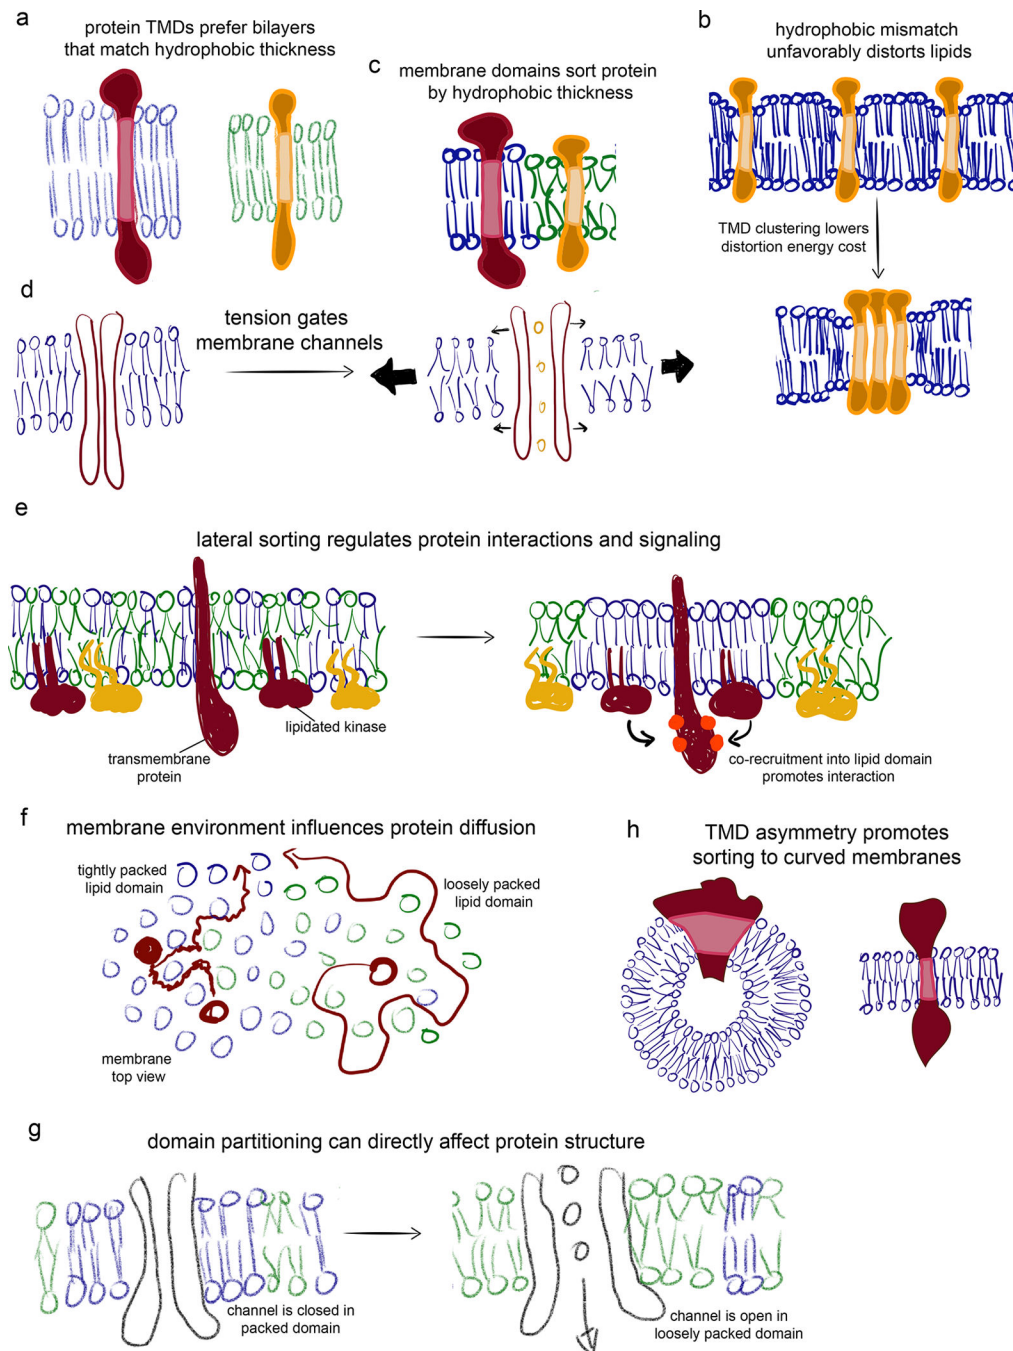 a
protein TMDs prefer bilayers
that match hydrophobic thickness
b
hydrophobic mismatch
unfavorably distorts lipids
TMD clustering lowers
distortion energy cost
c
membrane domains sort protein
by hydrophobic thickness
d
tension gates
membrane channels
e
lateral sorting regulates protein interactions and signaling
transmembrane
protein
lipidated kinase
co-recruitment into lipid domain
promotes interaction
f
membrane environment influences protein diffusion
tightly packed
lipid domain
loosely packed
lipid domain
membrane
top view
h
TMD asymmetry promotes
sorting to curved membranes
g
domain partitioning can directly affect protein structure
channel is closed in
packed domain
channel is open in
loosely packed domain